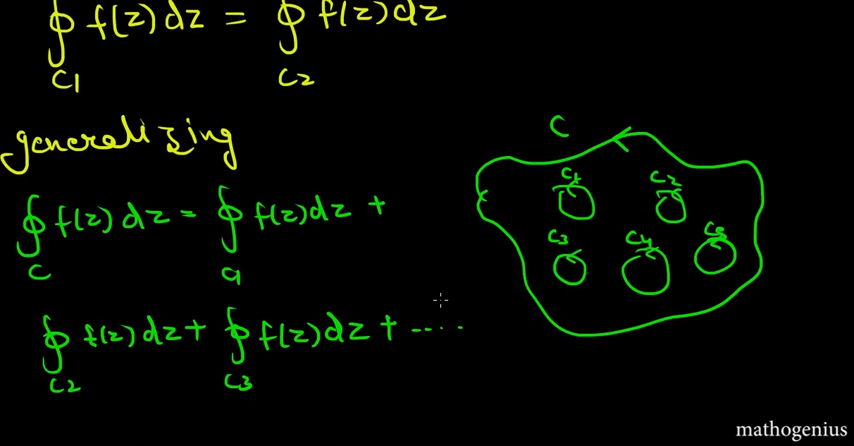 ∮ f(z) dz = ∮ f(z) dz
C1 C2
generalizing
∮ f(z) dz = ∮ f(z) dz +
C C1
∮ f(z) dz + ∮ f(z) dz + .....
C2 C3
C
C1 C2
C3 C4 C5
mathogenius